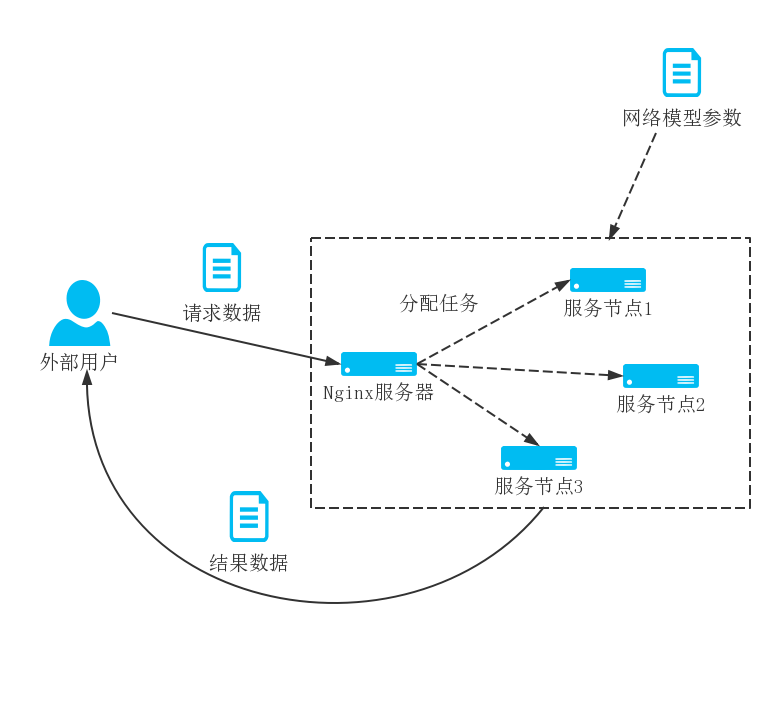 网络模型参数
请求数据
分配任务
服务节点1
外部用户
Nginx服务器
服务节点2
服务节点3
结果数据